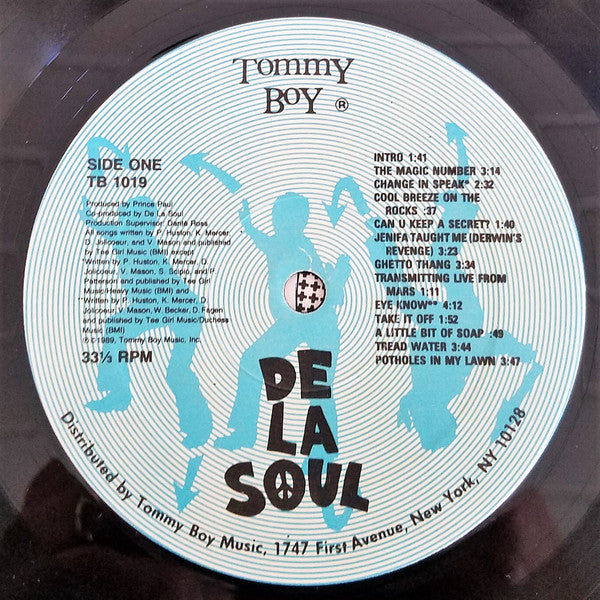 Tommy
Boy ®
SIDE ONE
TB 1019
Produced by Prince Paul
Co-produced by De La Soul
Production Supervisor: Dante Ross
All songs written by P. Huston, K. Mercer,
D. Jolicoeur, and V. Mason and published
by Tee Girl Music (BMI) except
*Written by P. Huston, K. Mercer, D.
Jolicoeur, V. Mason, S. Scipio, and P.
Patterson and published by Tee Girl
Music/Heavy Music (BMI) and
**Written by P. Huston, K. Mercer, D.
Jolicoeur, V. Mason, W. Becker, D. Fagen
and published by Tee Girl Music/Duchess
Music (BMI)
℗©1989, Tommy Boy Music, Inc.
33⅓ RPM
INTRO 1:41
THE MAGIC NUMBER 3:14
CHANGE IN SPEAK* 2:32
COOL BREEZE ON THE
ROCKS :37
CAN U KEEP A SECRET? 1:40
JENIFA TAUGHT ME (DERWIN'S
REVENGE) 3:23
GHETTO THANG 3:34
TRANSMITTING LIVE FROM
MARS 1:11
EYE KNOW** 4:12
TAKE IT OFF 1:52
A LITTLE BIT OF SOAP :49
TREAD WATER 3:44
POTHOLES IN MY LAWN 3:47
DE
LA
SOUL
Distributed by Tommy Boy Music, 1747 First Avenue, New York, NY 10128